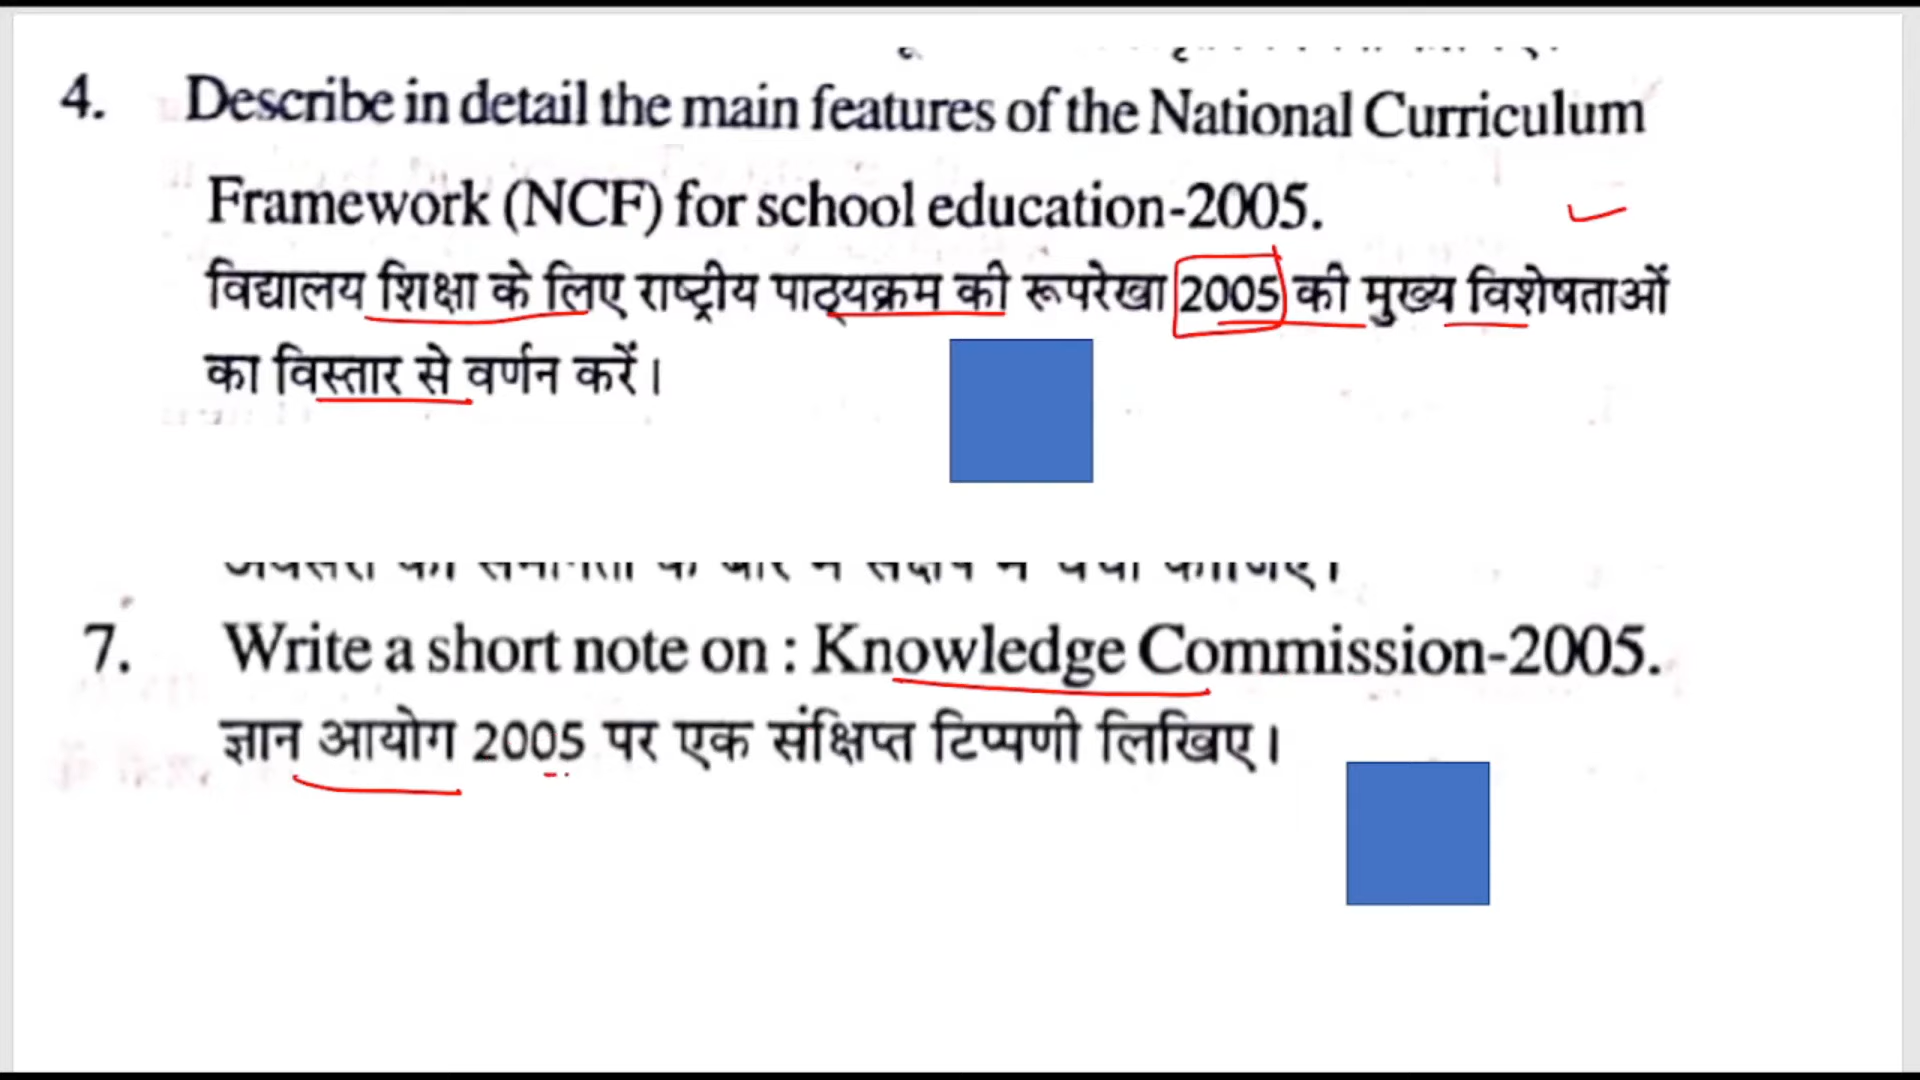 4. Describe in detail the main features of the National Curriculum
Framework (NCF) for school education-2005.
विद्यालय शिक्षा के लिए राष्ट्रीय पाठ्यक्रम की रूपरेखा 2005 की मुख्य विशेषताओं
का विस्तार से वर्णन करें।
7. Write a short note on : Knowledge Commission-2005.
ज्ञान आयोग 2005 पर एक संक्षिप्त टिप्पणी लिखिए।